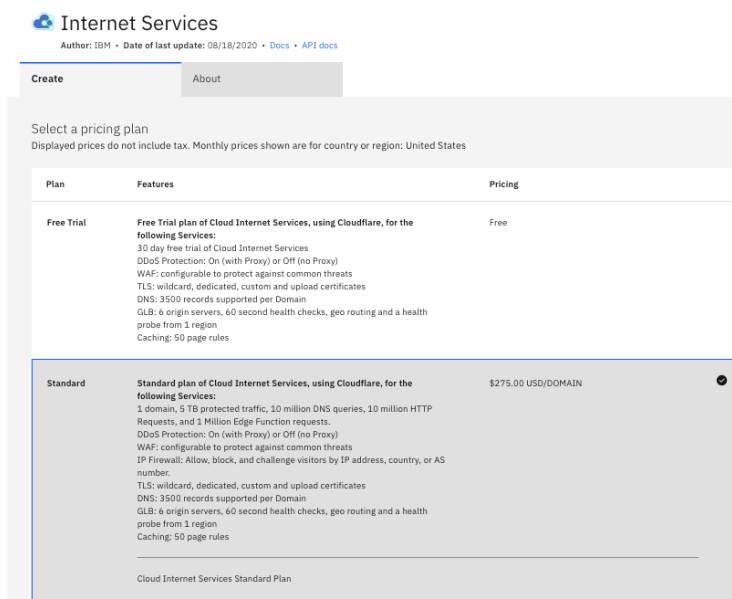 Internet Services
Author: IBM • Date of last update: 08/18/2020 • Docs • API docs
Create
About
Select a pricing plan
Displayed prices do not include tax. Monthly prices shown are for country or region: United States
Plan Features Pricing
Free Trial Free Trial plan of Cloud Internet Services, using Cloudflare, for the Free
following Services:
30 day free trial of Cloud Internet Services
DDoS Protection: On (with Proxy) or Off (no Proxy)
WAF: configurable to protect against common threats
TLS: wildcard, dedicated, custom and upload certificates
DNS: 3500 records supported per Domain
GLB: 6 origin servers, 60 second health checks, geo routing and a health
probe from 1 region
Caching: 50 page rules
Standard Standard plan of Cloud Internet Services, using Cloudflare, for the $275.00 USD/DOMAIN
following Services:
1 domain, 5 TB protected traffic, 10 million DNS queries, 10 million HTTP
Requests, and 1 Million Edge Function requests.
DDoS Protection: On (with Proxy) or Off (no Proxy)
WAF: configurable to protect against common threats
IP Firewall: Allow, block, and challenge visitors by IP address, country, or AS
number.
TLS: wildcard, dedicated, custom and upload certificates
DNS: 3500 records supported per Domain
GLB: 6 origin servers, 60 second health checks, geo routing and a health
probe from 1 region
Caching: 50 page rules
Cloud Internet Services Standard Plan